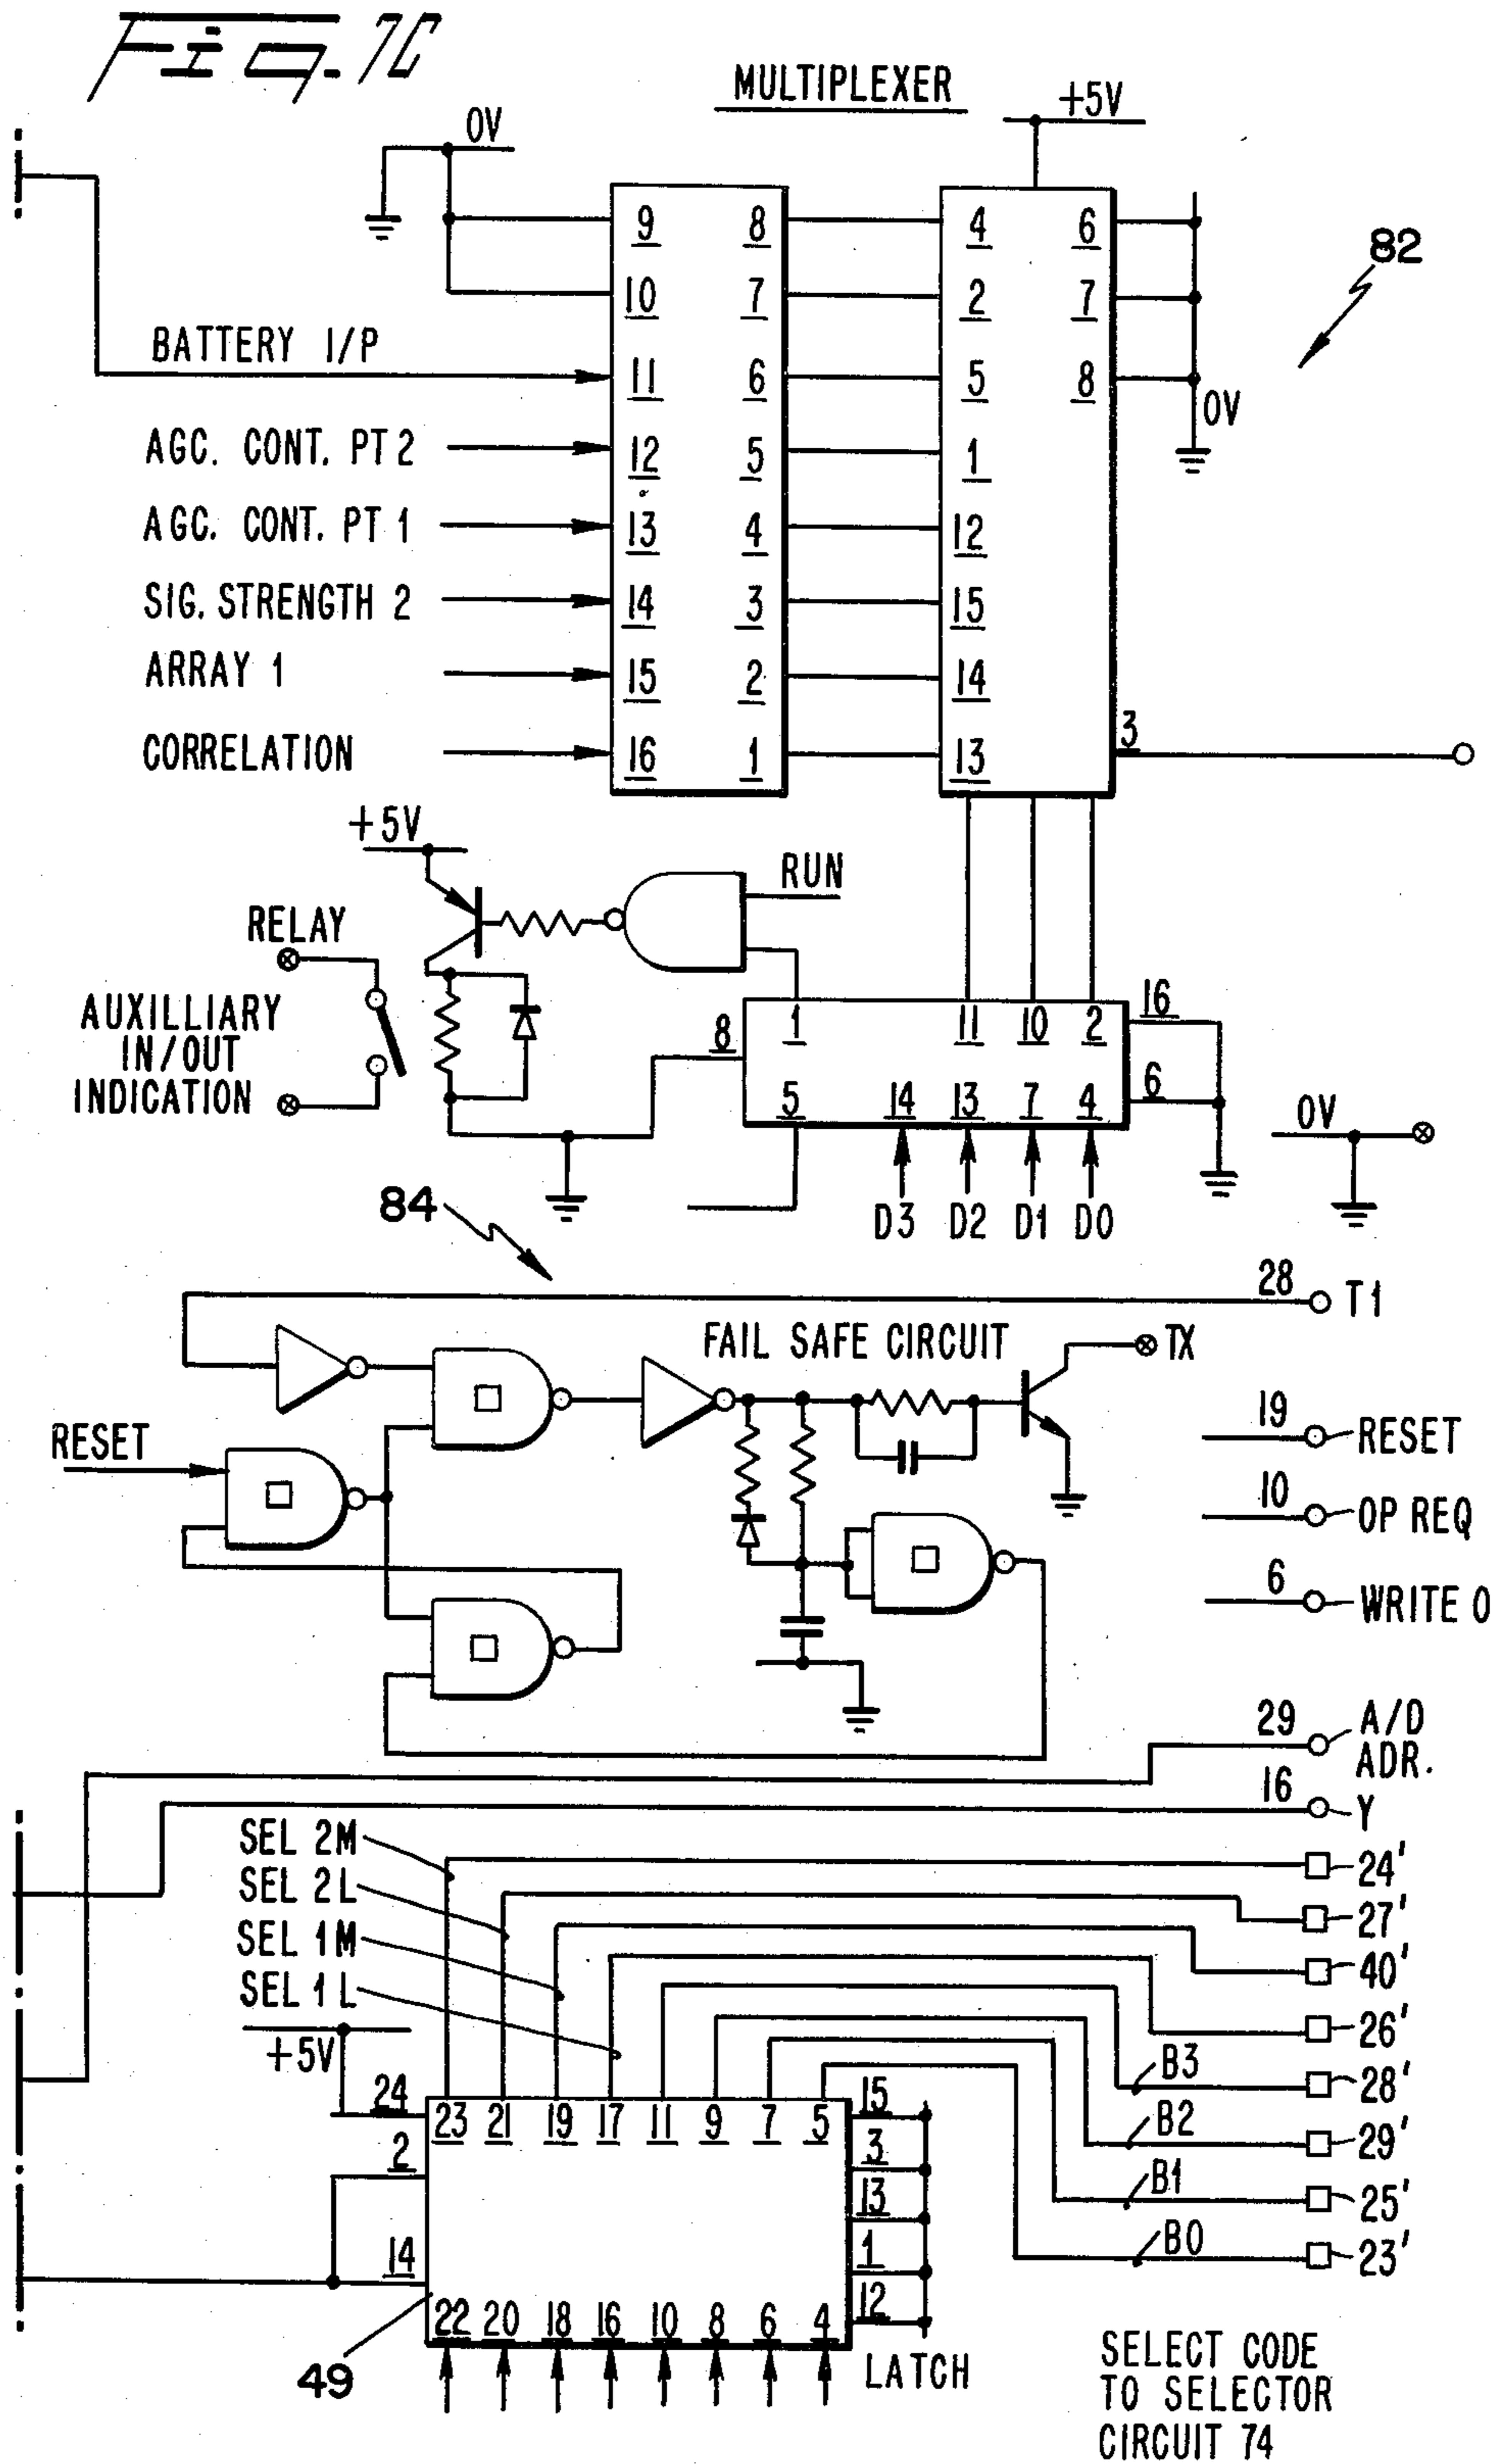 Fig. 7C
MULTIPLEXER
+5V
0V
9 8 4 6
82
10 7 2 7
BATTERY I/P
11 6 5 8
0V
AGC. CONT. PT 2
12 5 1
AGC. CONT. PT 1
13 4 12
SIG. STRENGTH 2
14 3 15
ARRAY 1
15 2 14
CORRELATION
16 1 13
3
+5V
RUN
RELAY
AUXILLIARY
IN/OUT
INDICATION
8 1 11 10 2 16
5 14 13 7 4 6
0V
D3 D2 D1 D0
84
28 T1
FAIL SAFE CIRCUIT
TX
RESET
19 RESET
10 OP REQ
6 WRITE 0
29 A/D
ADR.
16 Y
SEL 2M
24'
SEL 2L
27'
SEL 1M
40'
SEL 1L
26'
+5V
B3 28'
24 23 21 19 17 11 9 7 5 15
B2 29'
2 3
B1 25'
13
B0 23'
14 1
12
22 20 18 16 10 8 6 4
49
LATCH
SELECT CODE
TO SELECTOR
CIRCUIT 74